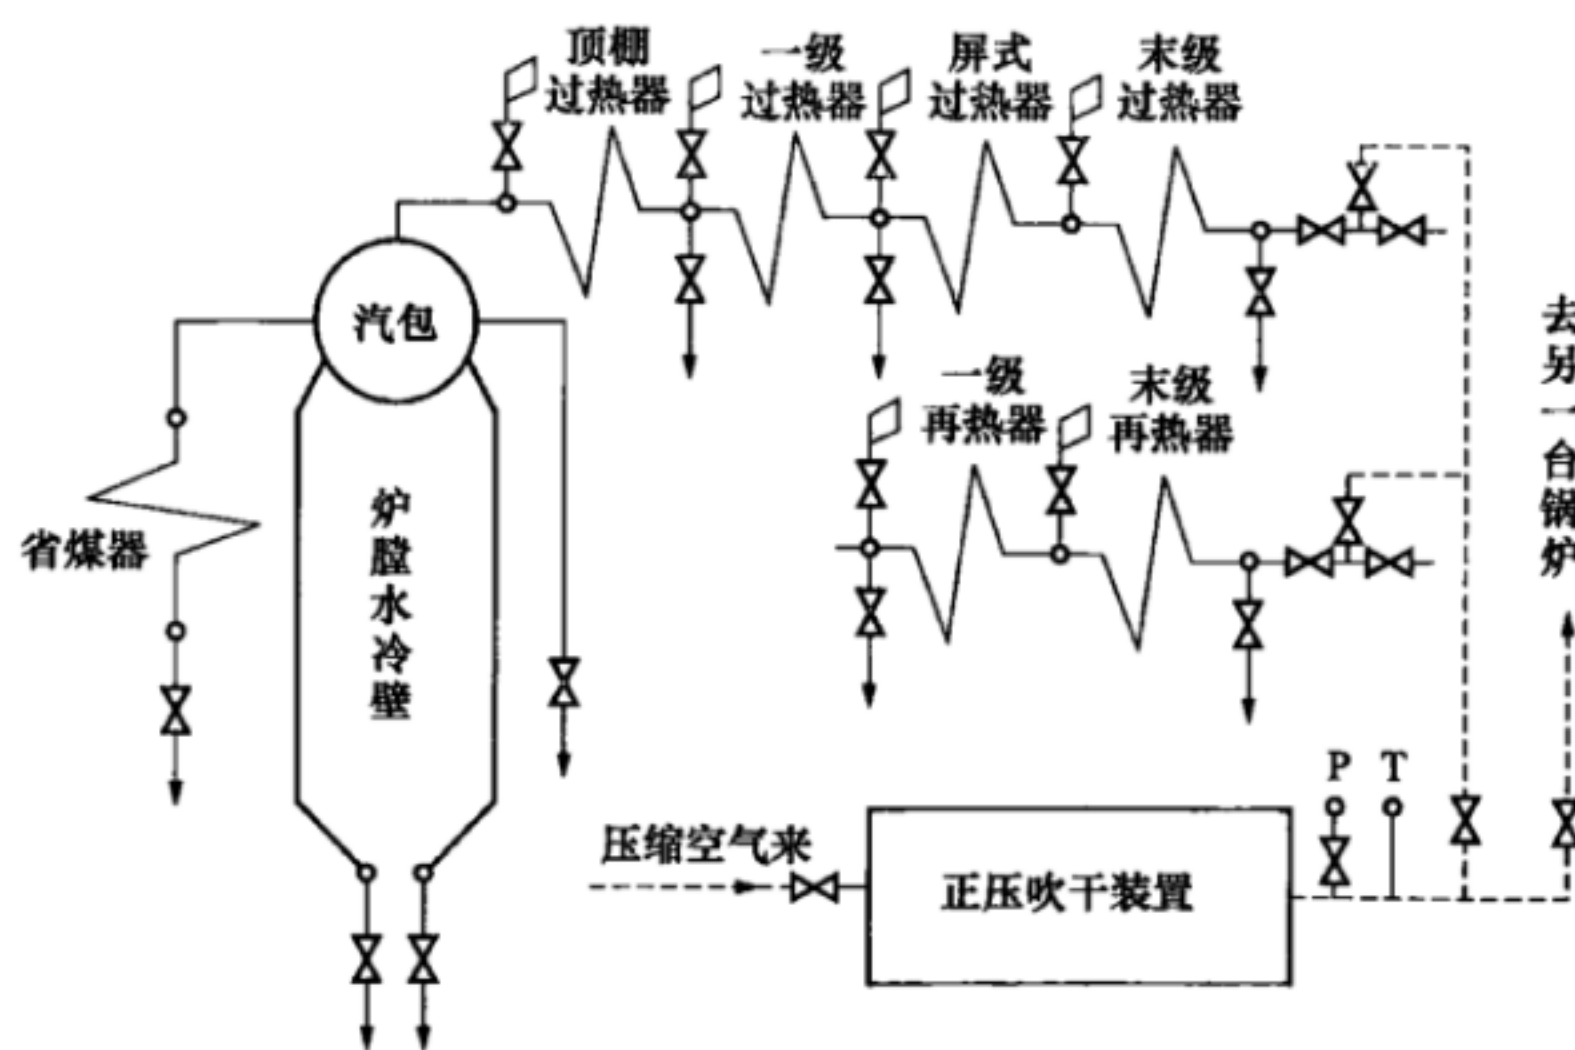 顶棚
过热器
一级
过热器
屏式
过热器
末级
过热器
汽包
省煤器
炉膛水冷壁
一级
再热器
末级
再热器
去另一台锅炉
P
T
压缩空气来
正压吹干装置